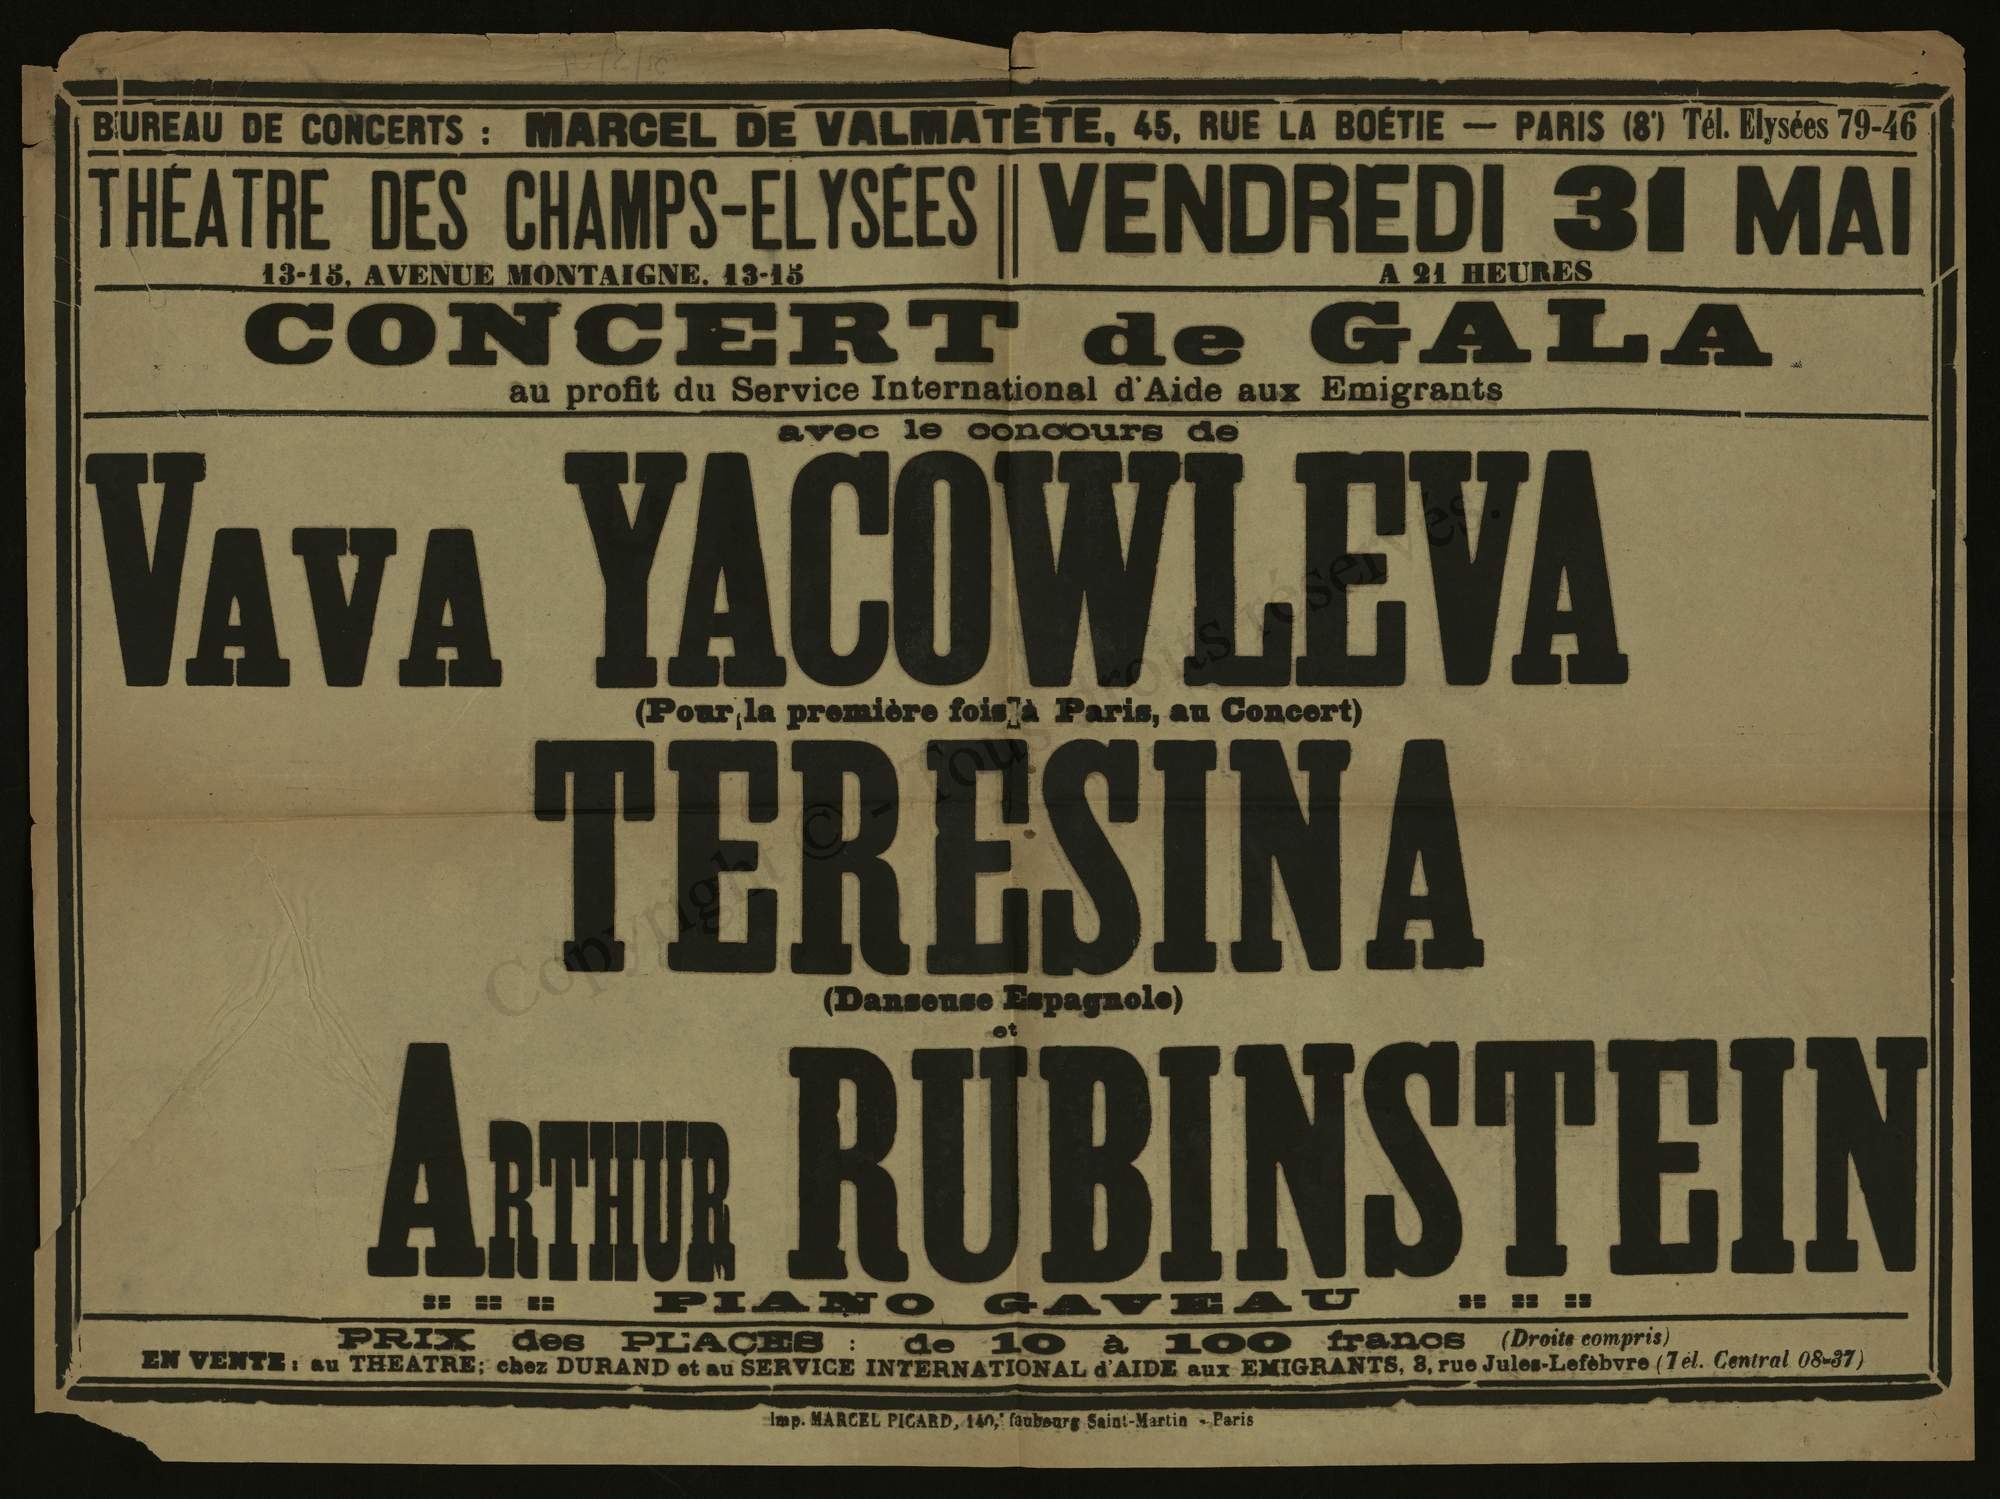 BUREAU DE CONCERTS : MARCEL DE VALMATÈTE, 45, RUE LA BOÉTIE — PARIS (8ᵉ) Tél. Elysées 79-46
THÉATRE DES CHAMPS-ELYSÉES
13-15, AVENUE MONTAIGNE, 13-15
VENDREDI 31 MAI
A 21 HEURES
CONCERT de GALA
au profit du Service International d'Aide aux Emigrants
avec le concours de
VAVA YACOWLEVA
(Pour la première fois à Paris, au Concert)
TERESINA
(Danseuse Espagnole)
et
ARTHUR RUBINSTEIN
PIANO GAVEAU
PRIX des PLACES : de 10 à 100 francs (Droits compris)
EN VENTE : au THEATRE; chez DURAND et au SERVICE INTERNATIONAL d'AIDE aux EMIGRANTS, 3, rue Jules-Lefèbvre (Tél. Central 08-37)
Imp. MARCEL PICARD, 140, faubourg Saint-Martin - Paris
Copyright © - Tous droits réservés.